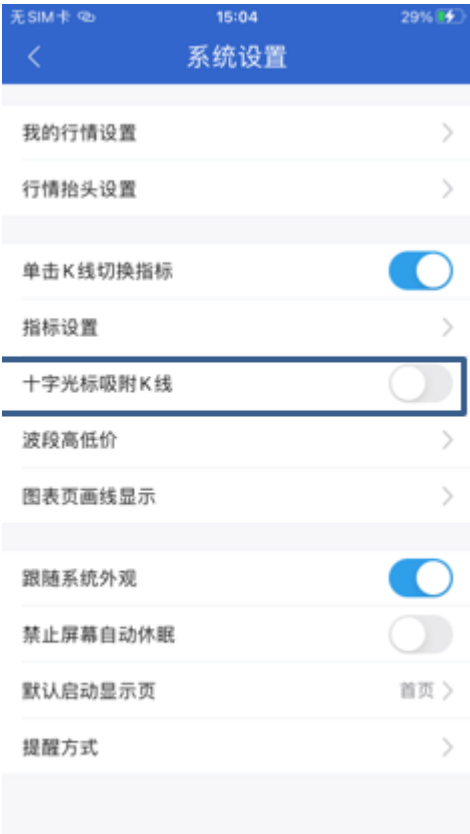 无SIM卡
15:04
29%
系统设置
我的行情设置
行情抬头设置
单击K线切换指标
指标设置
十字光标吸附K线
波段高低价
图表页画线显示
跟随系统外观
禁止屏幕自动休眠
默认启动显示页 首页
提醒方式